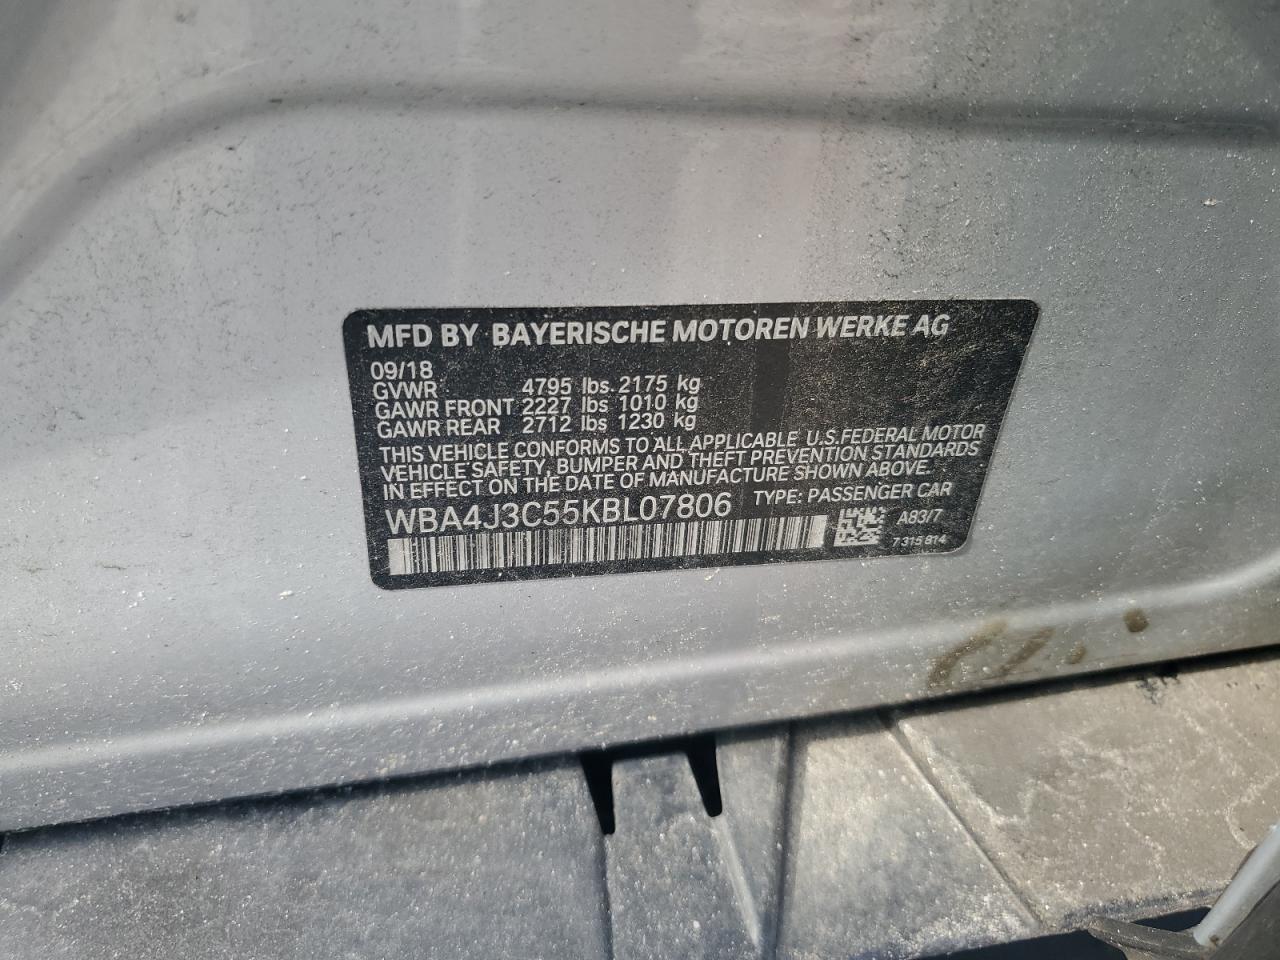 MFD BY BAYERISCHE MOTOREN WERKE AG
09/18
GVWR 4795 lbs. 2175 kg
GAWR FRONT 2227 lbs 1010 kg
GAWR REAR 2712 lbs 1230 kg
THIS VEHICLE CONFORMS TO ALL APPLICABLE U.S.FEDERAL MOTOR
VEHICLE SAFETY, BUMPER AND THEFT PREVENTION STANDARDS
IN EFFECT ON THE DATE OF MANUFACTURE SHOWN ABOVE.
WBA4J3C55KBL07806 TYPE: PASSENGER CAR
A83/7
7 315 814